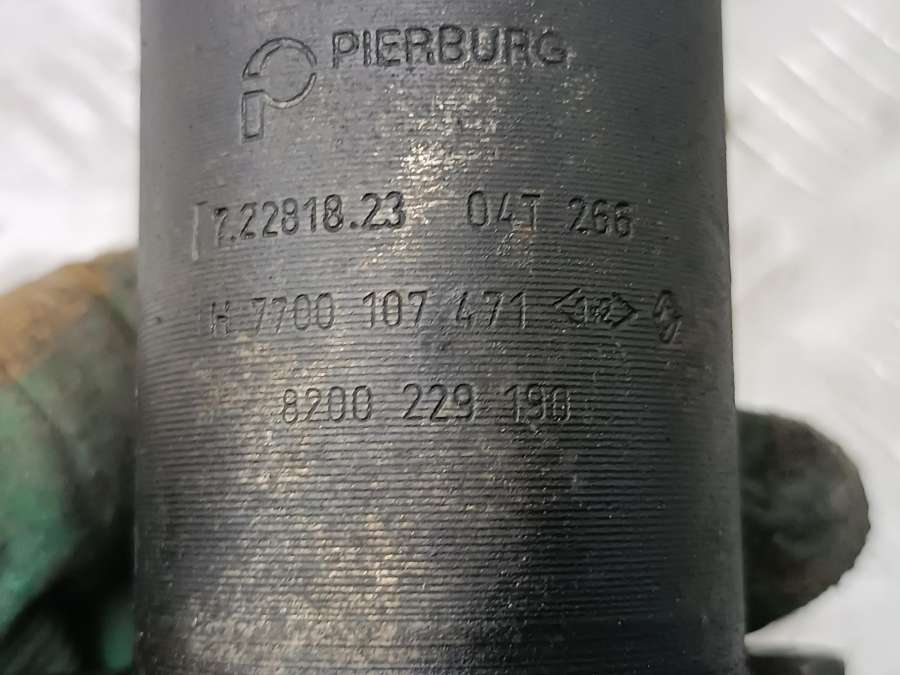 PIERBURG
7.22818.23 04T 266
H 7700 107 471
8200 229 190